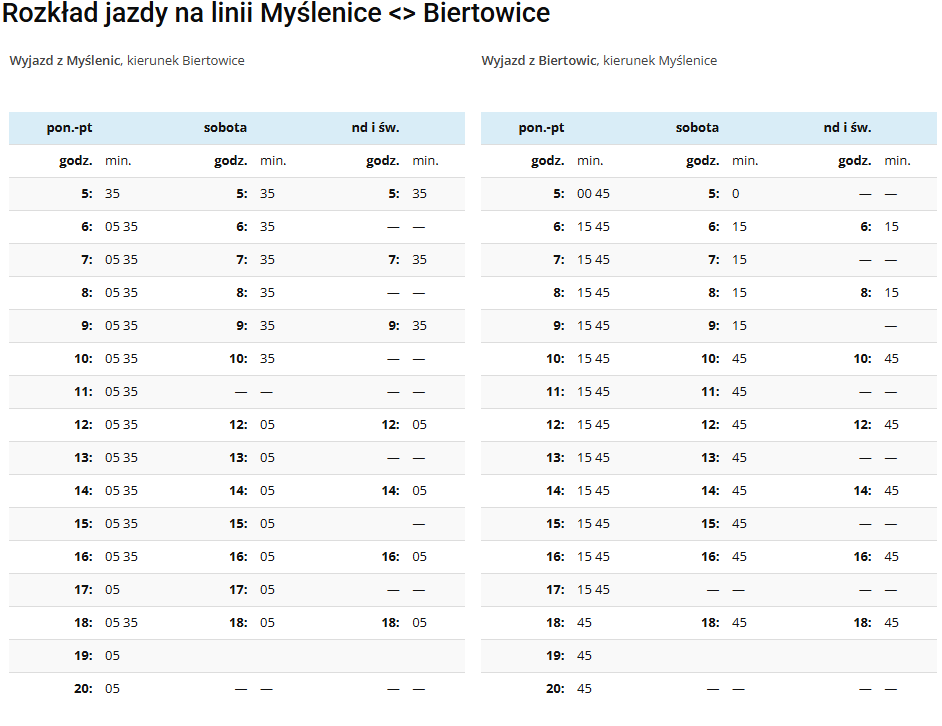 Rozkład jazdy na linii Myślenice <> Biertowice
Wyjazd z Myślenic, kierunek Biertowice
pon.-pt sobota nd i św.
godz. min. godz. min. godz. min.
5: 35 5: 35 5: 35
6: 05 35 6: 35 — —
7: 05 35 7: 35 7: 35
8: 05 35 8: 35 — —
9: 05 35 9: 35 9: 35
10: 05 35 10: 35 — —
11: 05 35 — — — —
12: 05 35 12: 05 12: 05
13: 05 35 13: 05 — —
14: 05 35 14: 05 14: 05
15: 05 35 15: 05 —
16: 05 35 16: 05 16: 05
17: 05 17: 05 — —
18: 05 35 18: 05 18: 05
19: 05
20: 05 — — — —
Wyjazd z Biertowic, kierunek Myślenice
pon.-pt sobota nd i św.
godz. min. godz. min. godz. min.
5: 00 45 5: 0 — —
6: 15 45 6: 15 6: 15
7: 15 45 7: 15 — —
8: 15 45 8: 15 8: 15
9: 15 45 9: 15 —
10: 15 45 10: 45 10: 45
11: 15 45 11: 45 — —
12: 15 45 12: 45 12: 45
13: 15 45 13: 45 — —
14: 15 45 14: 45 14: 45
15: 15 45 15: 45 — —
16: 15 45 16: 45 16: 45
17: 15 45 — — — —
18: 45 18: 45 18: 45
19: 45
20: 45 — — — —